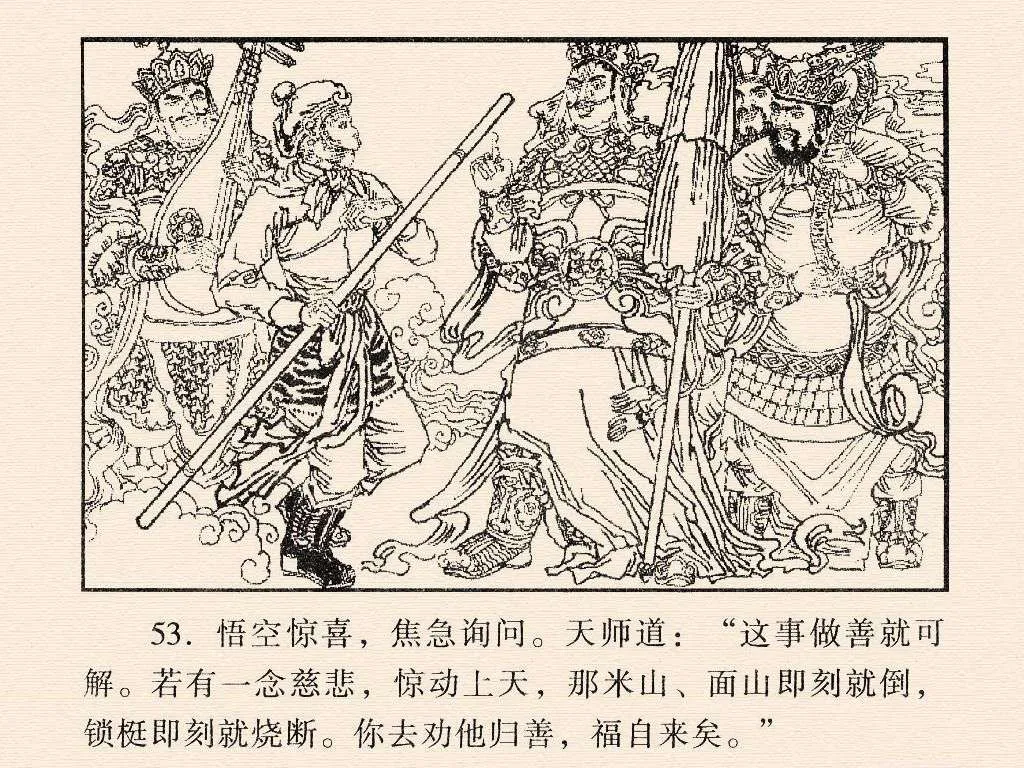 53. 悟空惊喜，焦急询问。天师道：“这事做善就可
解。若有一念慈悲，惊动上天，那米山、面山即刻就倒，
锁梃即刻就烧断。你去劝他归善，福自来矣。”